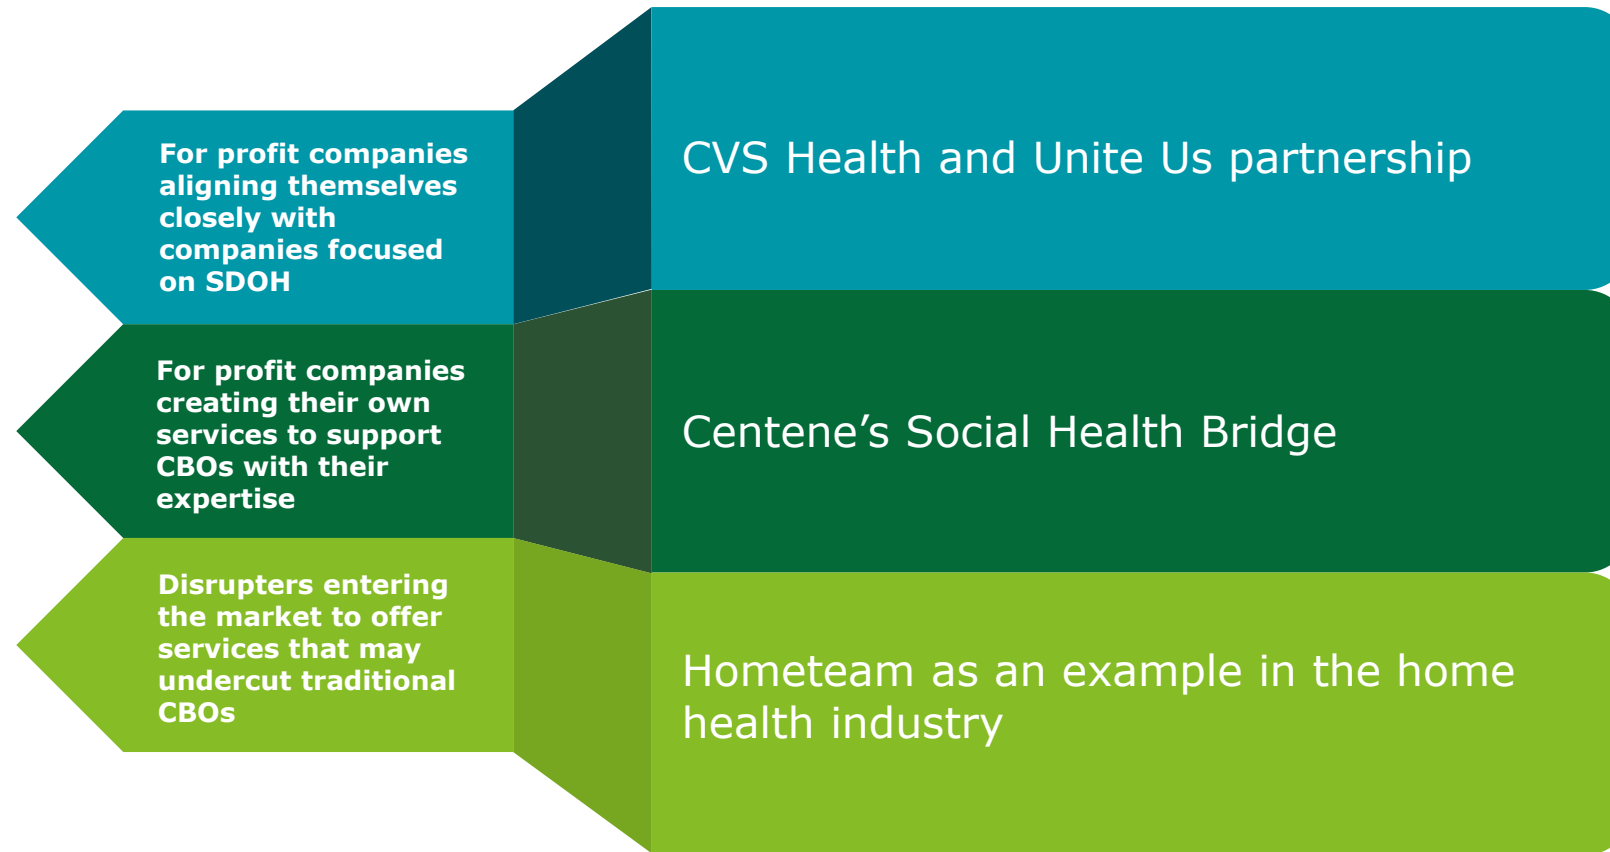 For profit companies
aligning themselves
closely with
companies focused
on SDOH
CVS Health and Unite Us partnership
For profit companies
creating their own
services to support
CBOs with their
expertise
Centene’s Social Health Bridge
Disrupters entering
the market to offer
services that may
undercut traditional
CBOs
Hometeam as an example in the home
health industry